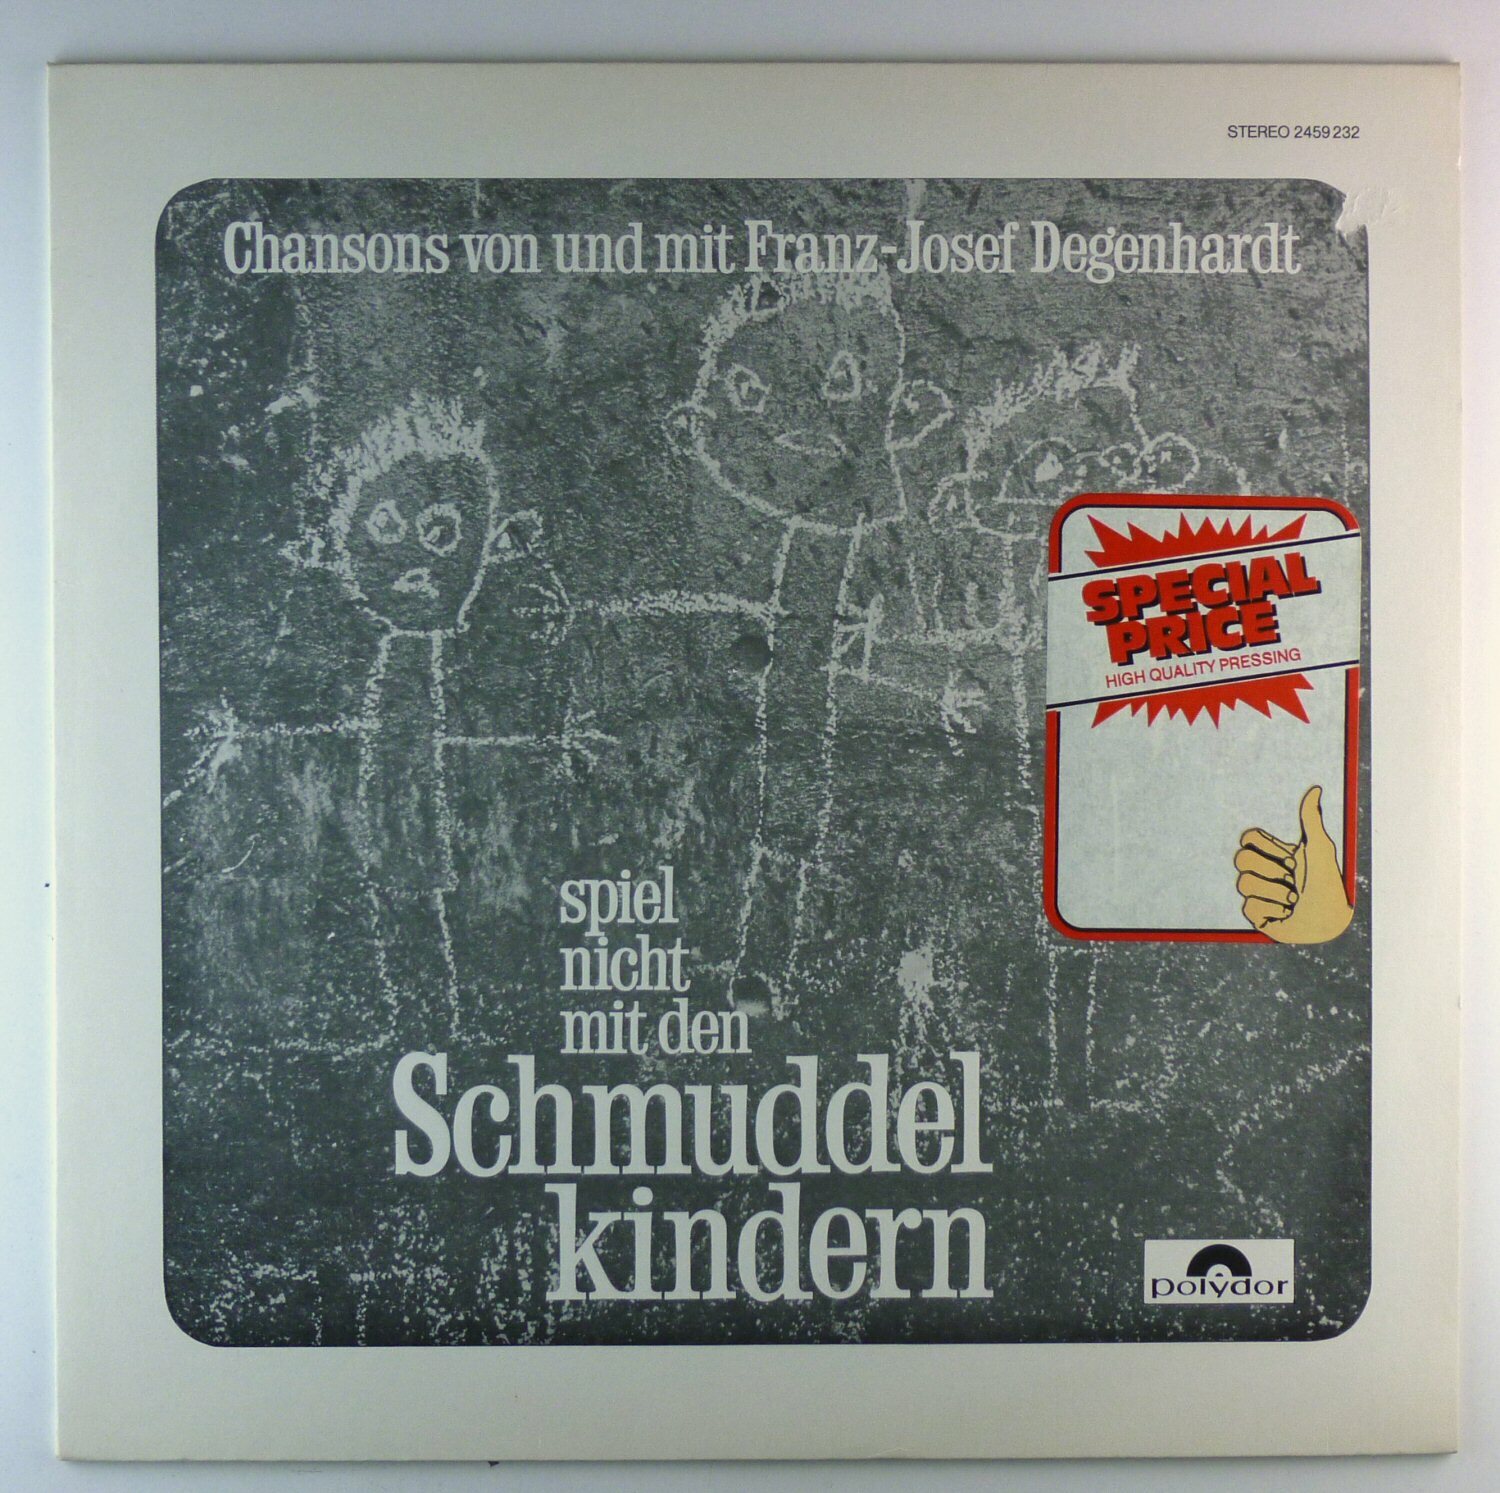 STEREO 2459 232
Chansons von und mit Franz-Josef Degenhardt
SPECIAL
PRICE
HIGH QUALITY PRESSING
spiel
nicht
mit den
Schmuddel
kindern
polydor